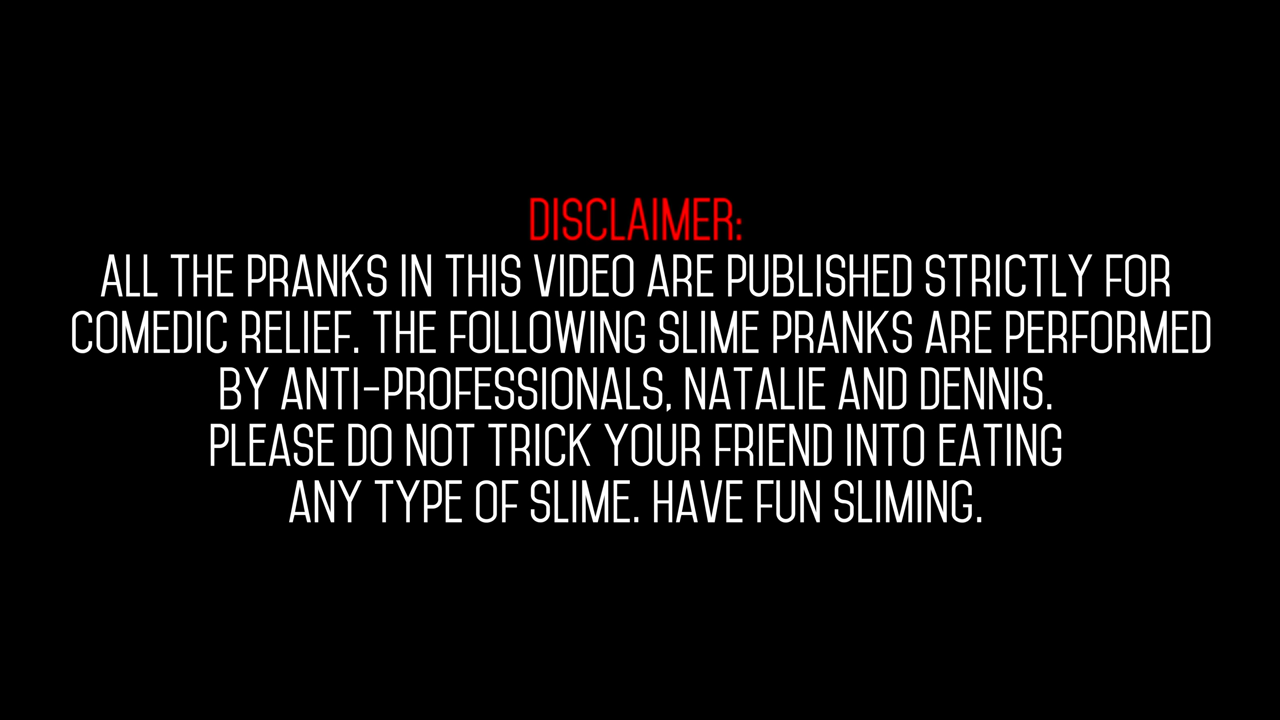 DISCLAIMER:
ALL THE PRANKS IN THIS VIDEO ARE PUBLISHED STRICTLY FOR
COMEDIC RELIEF. THE FOLLOWING SLIME PRANKS ARE PERFORMED
BY ANTI-PROFESSIONALS, NATALIE AND DENNIS.
PLEASE DO NOT TRICK YOUR FRIEND INTO EATING
ANY TYPE OF SLIME. HAVE FUN SLIMING.